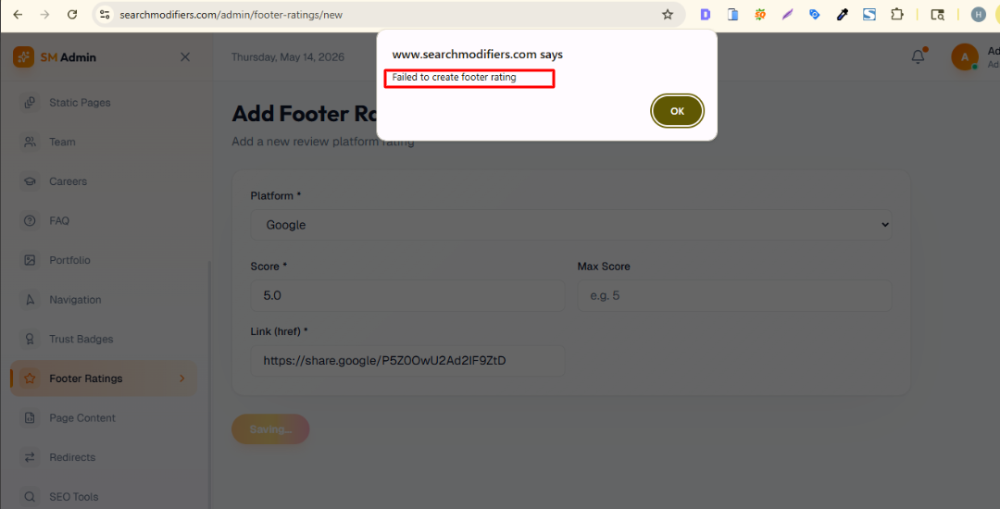 searchmodifiers.com/admin/footer-ratings/new
H
www.searchmodifiers.com says
Failed to create footer rating
OK
SM Admin
Thursday, May 14, 2026
A
Ad
Ad
Static Pages
Team
Careers
FAQ
Portfolio
Navigation
Trust Badges
Footer Ratings
Page Content
Redirects
SEO Tools
Add Footer Ra
Add a new review platform rating
Platform *
Google
Score *
Max Score
5.0
e.g. 5
Link (href) *
https://share.google/P5Z0OwU2Ad2IF9ZtD
Saving...